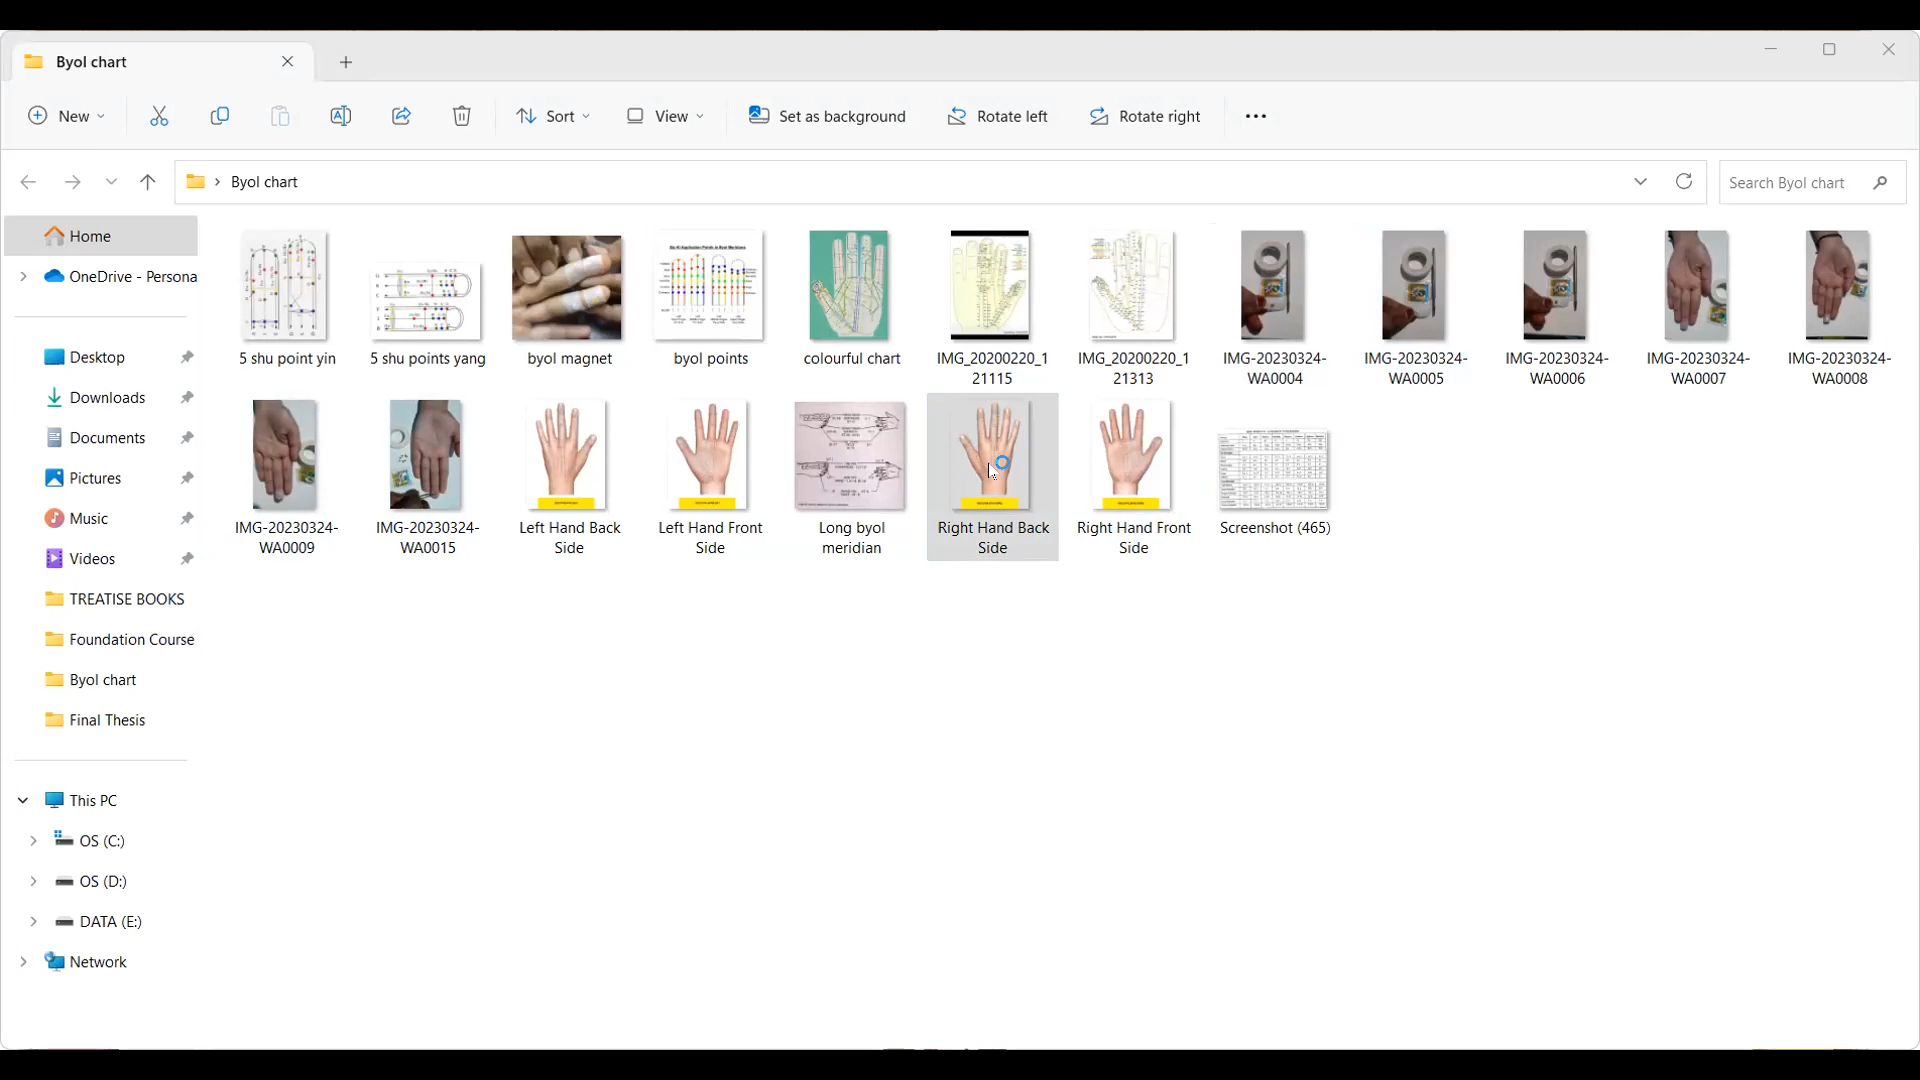 Byol chart
New
Sort
View
Set as background
Rotate left
Rotate right
Byol chart
Search Byol chart
Home
OneDrive - Persona
Desktop
Downloads
Documents
Pictures
Music
Videos
TREATISE BOOKS
Foundation Course
Byol chart
Final Thesis
This PC
OS (C:)
OS (D:)
DATA (E:)
Network
5 shu point yin
5 shu points yang
byol magnet
byol points
colourful chart
IMG_20200220_1
21115
IMG_20200220_1
21313
IMG-20230324-
WA0004
IMG-20230324-
WA0005
IMG-20230324-
WA0006
IMG-20230324-
WA0007
IMG-20230324-
WA0008
IMG-20230324-
WA0009
IMG-20230324-
WA0015
Left Hand Back
Side
Left Hand Front
Side
Long byol
meridian
Right Hand Back
Side
Right Hand Front
Side
Screenshot (465)